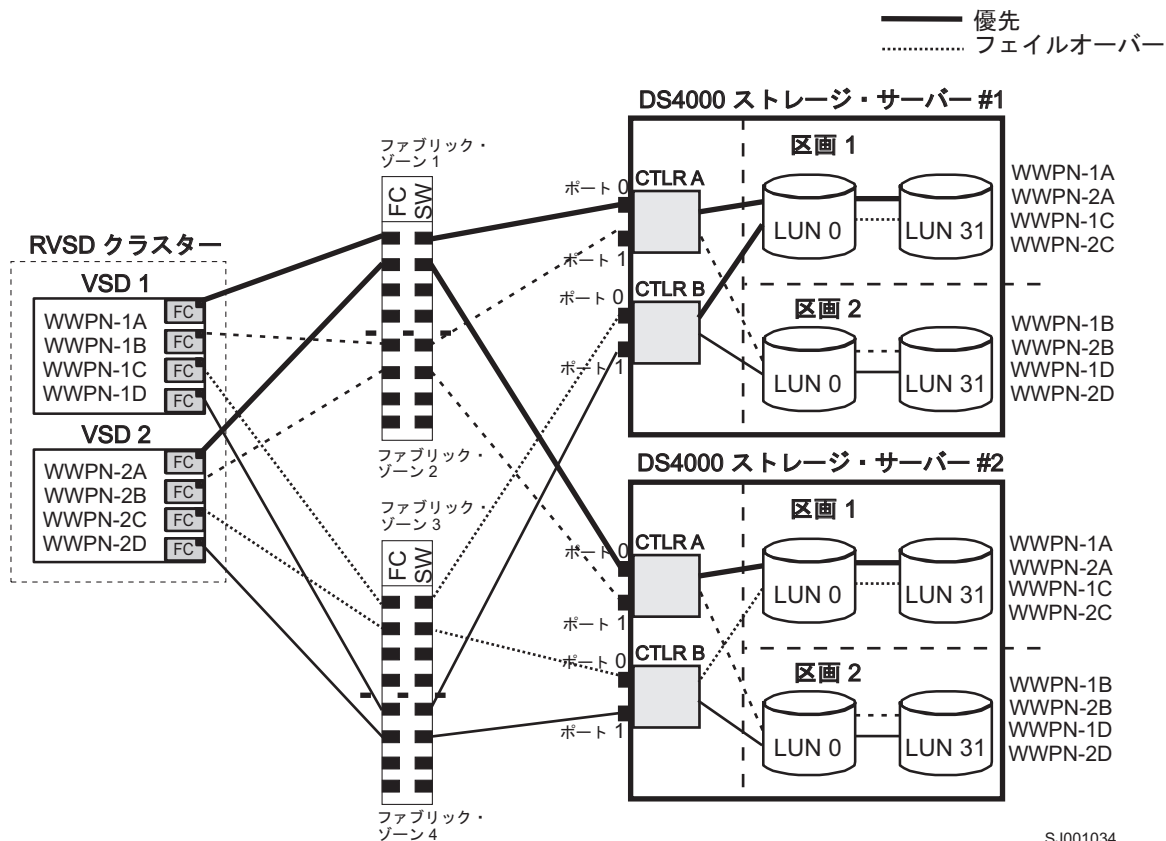 優先
フェイルオーバー
DS4000 ストレージ・サーバー #1
ファブリック・
ゾーン 1
FC
SW
RVSD クラスター
VSD 1
WWPN-1A
WWPN-1B
WWPN-1C
WWPN-1D
FC
FC
FC
FC
VSD 2
WWPN-2A
WWPN-2B
WWPN-2C
WWPN-2D
FC
FC
FC
FC
ファブリック・
ゾーン 2
ファブリック・
ゾーン 3
FC
SW
ファブリック・
ゾーン 4
ポート 0
CTLR A
ポート 1
ポート 0
CTLR B
ポート 1
区画 1
LUN 0
LUN 31
WWPN-1A
WWPN-2A
WWPN-1C
WWPN-2C
区画 2
LUN 0
LUN 31
WWPN-1B
WWPN-2B
WWPN-1D
WWPN-2D
DS4000 ストレージ・サーバー #2
ポート 0
CTLR A
ポート 1
ポート 0
CTLR B
ポート 1
区画 1
LUN 0
LUN 31
WWPN-1A
WWPN-2A
WWPN-1C
WWPN-2C
区画 2
LUN 0
LUN 31
WWPN-1B
WWPN-2B
WWPN-1D
WWPN-2D
SJ001034